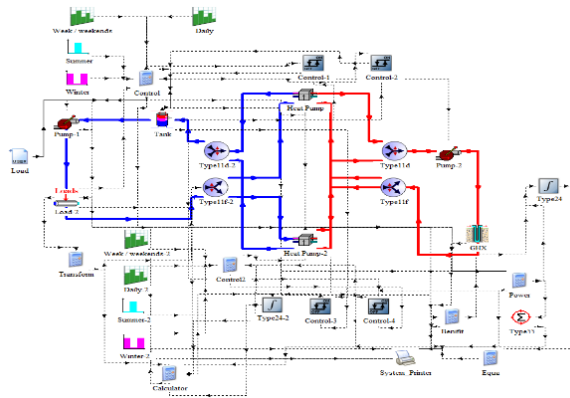 Week / weekends
Daily
Summer
Winter
Control
Control-1
Control-2
Heat Pump
Pump-1
Tank
Load
Type11d-2
Type11d
Pump-2
Type11f-2
Type11f
Type24
Loads
Load 2
GHX
Heat Pump-2
Week / weekends-2
Transform
Control2
Daily-2
Power
Type24-2
Control-3
Control-4
Summer-2
Benifit
Winter-2
System_Printer
Equa
Calculator